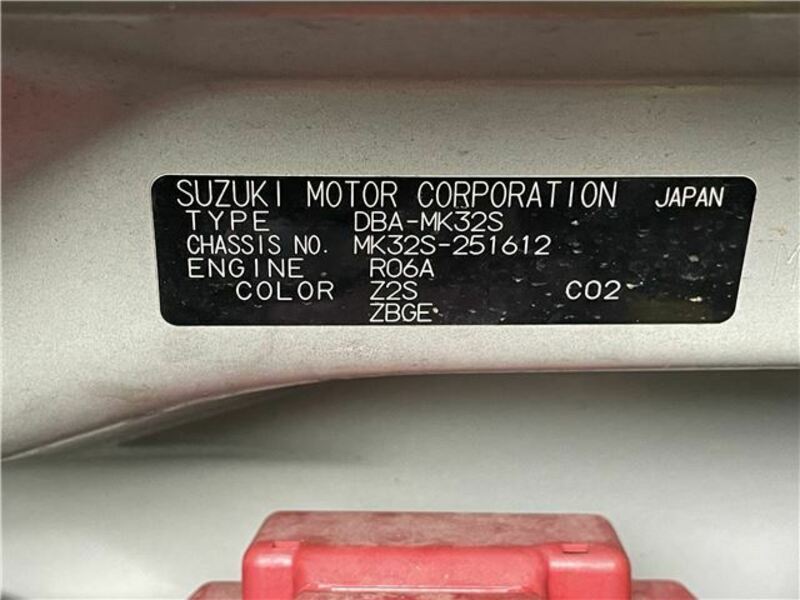 SUZUKI MOTOR CORPORATION JAPAN
TYPE DBA-MK32S
CHASSIS NO. MK32S-251612
ENGINE R06A
COLOR Z2S C02
ZBGE